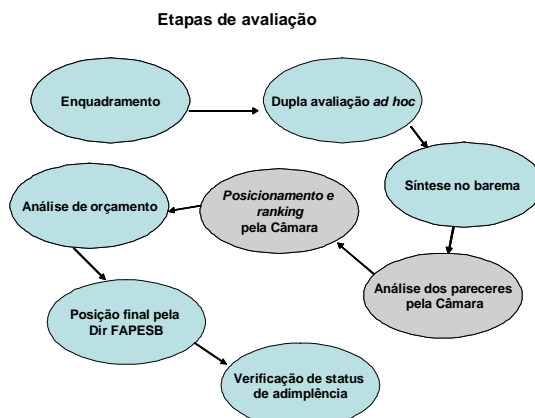 Etapas de avaliação
Enquadramento
Dupla avaliação ad hoc
Síntese no barema
Análise dos pareceres
pela Câmara
Posicionamento e
ranking
pela Câmara
Análise de orçamento
Posição final pela
Dir FAPESB
Verificação de status
de adimplência